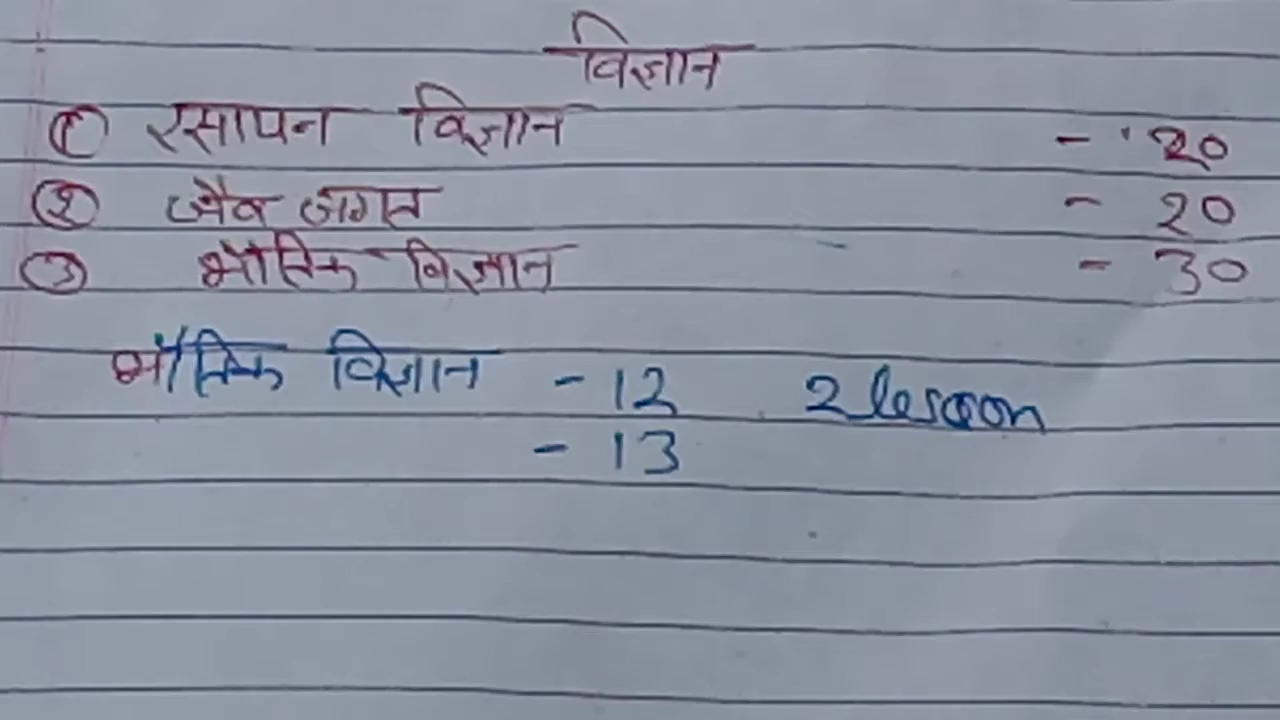 विज्ञान
① रसायन विज्ञान - 20
② जैव जगत - 20
③ भौतिक विज्ञान - 30
भौतिक विज्ञान - 12 2 lesson
- 13